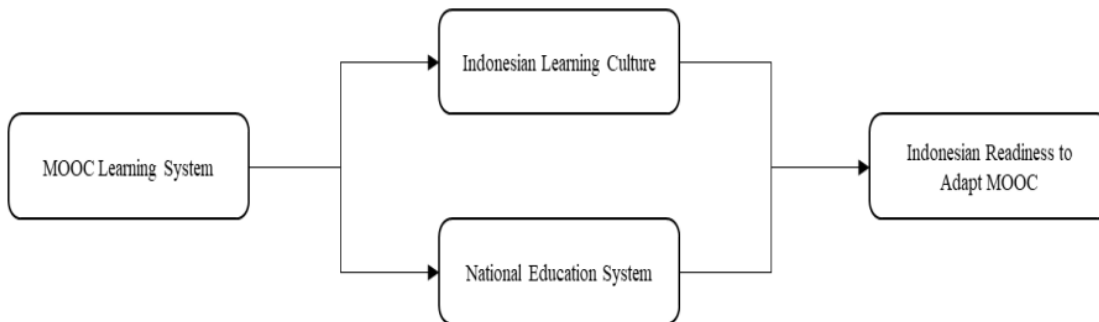 MOOC Learning System
Indonesian Learning Culture
National Education System
Indonesian Readiness to
Adapt MOOC